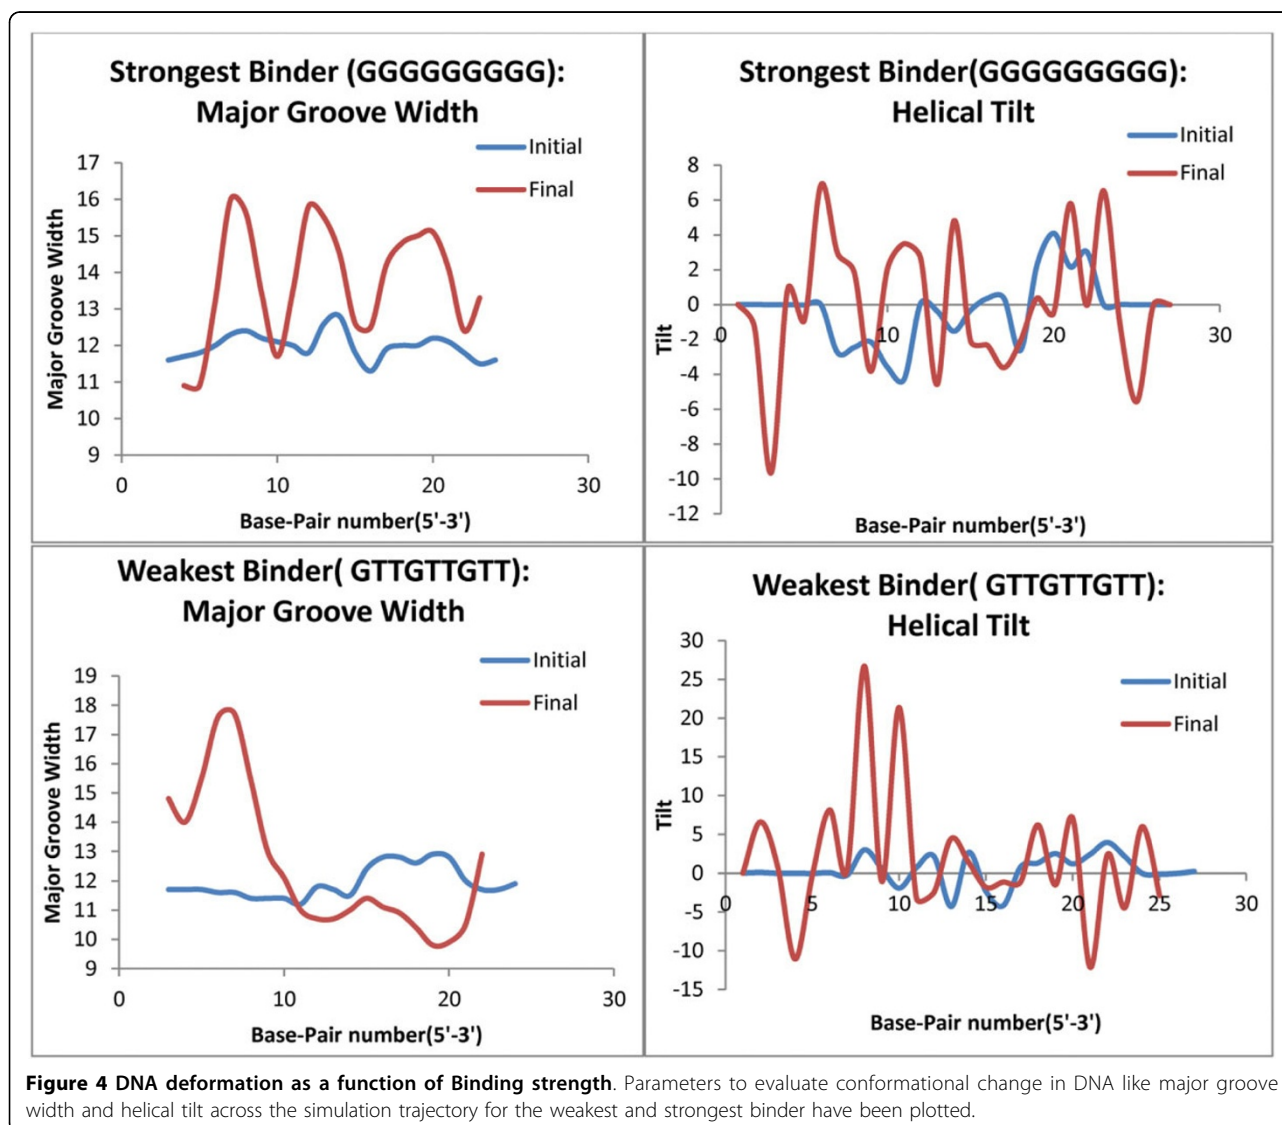 Strongest Binder (GGGGGGGGG):
Major Groove Width
Initial
Final
Major Groove Width
17
16
15
14
13
12
11
10
9
0
10
20
30
Base-Pair number(5'-3')
Strongest Binder(GGGGGGGGG):
Helical Tilt
Initial
Final
Tilt
8
6
4
2
0
-2
-4
-6
-8
-10
-12
0
10
20
30
Base-Pair number(5'-3')
Weakest Binder( GTTGTTGTT):
Major Groove Width
Initial
Final
Major Groove Width
19
18
17
16
15
14
13
12
11
10
9
0
10
20
30
Base-Pair number(5'-3')
Weakest Binder( GTTGTTGTT):
Helical Tilt
Initial
Final
Tilt
30
25
20
15
10
5
0
-5
-10
-15
0
5
10
15
20
25
30
Base-Pair number(5'-3')
Figure 4 DNA deformation as a function of Binding strength. Parameters to evaluate conformational change in DNA like major groove
width and helical tilt across the simulation trajectory for the weakest and strongest binder have been plotted.